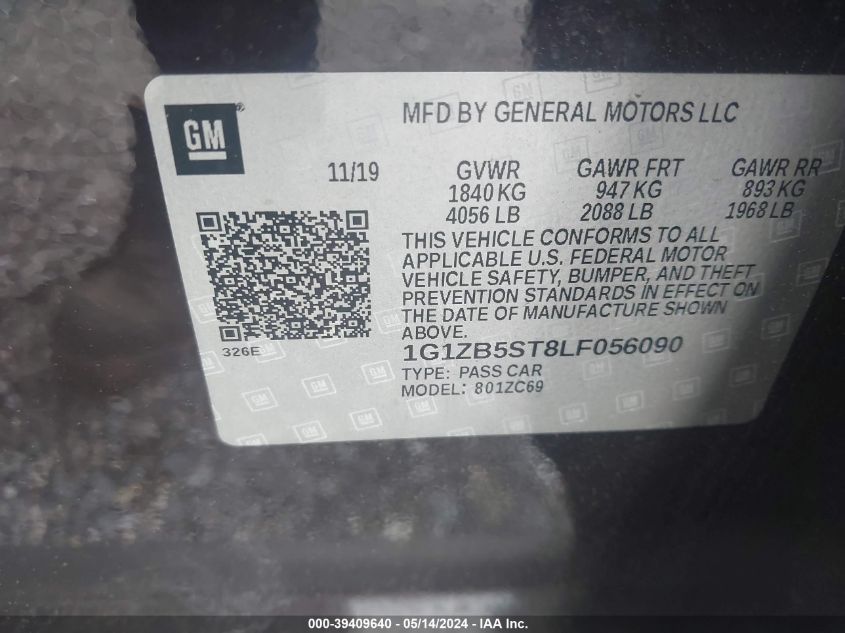 GM
MFD BY GENERAL MOTORS LLC
11/19 GVWR GAWR FRT GAWR RR
1840 KG 947 KG 893 KG
4056 LB 2088 LB 1968 LB
THIS VEHICLE CONFORMS TO ALL
APPLICABLE U.S. FEDERAL MOTOR
VEHICLE SAFETY, BUMPER, AND THEFT
PREVENTION STANDARDS IN EFFECT ON
THE DATE OF MANUFACTURE SHOWN
ABOVE.
326E
1G1ZB5ST8LF056090
TYPE: PASS CAR
MODEL: 801ZC69
000-39409640 - 05/14/2024 - IAA Inc.